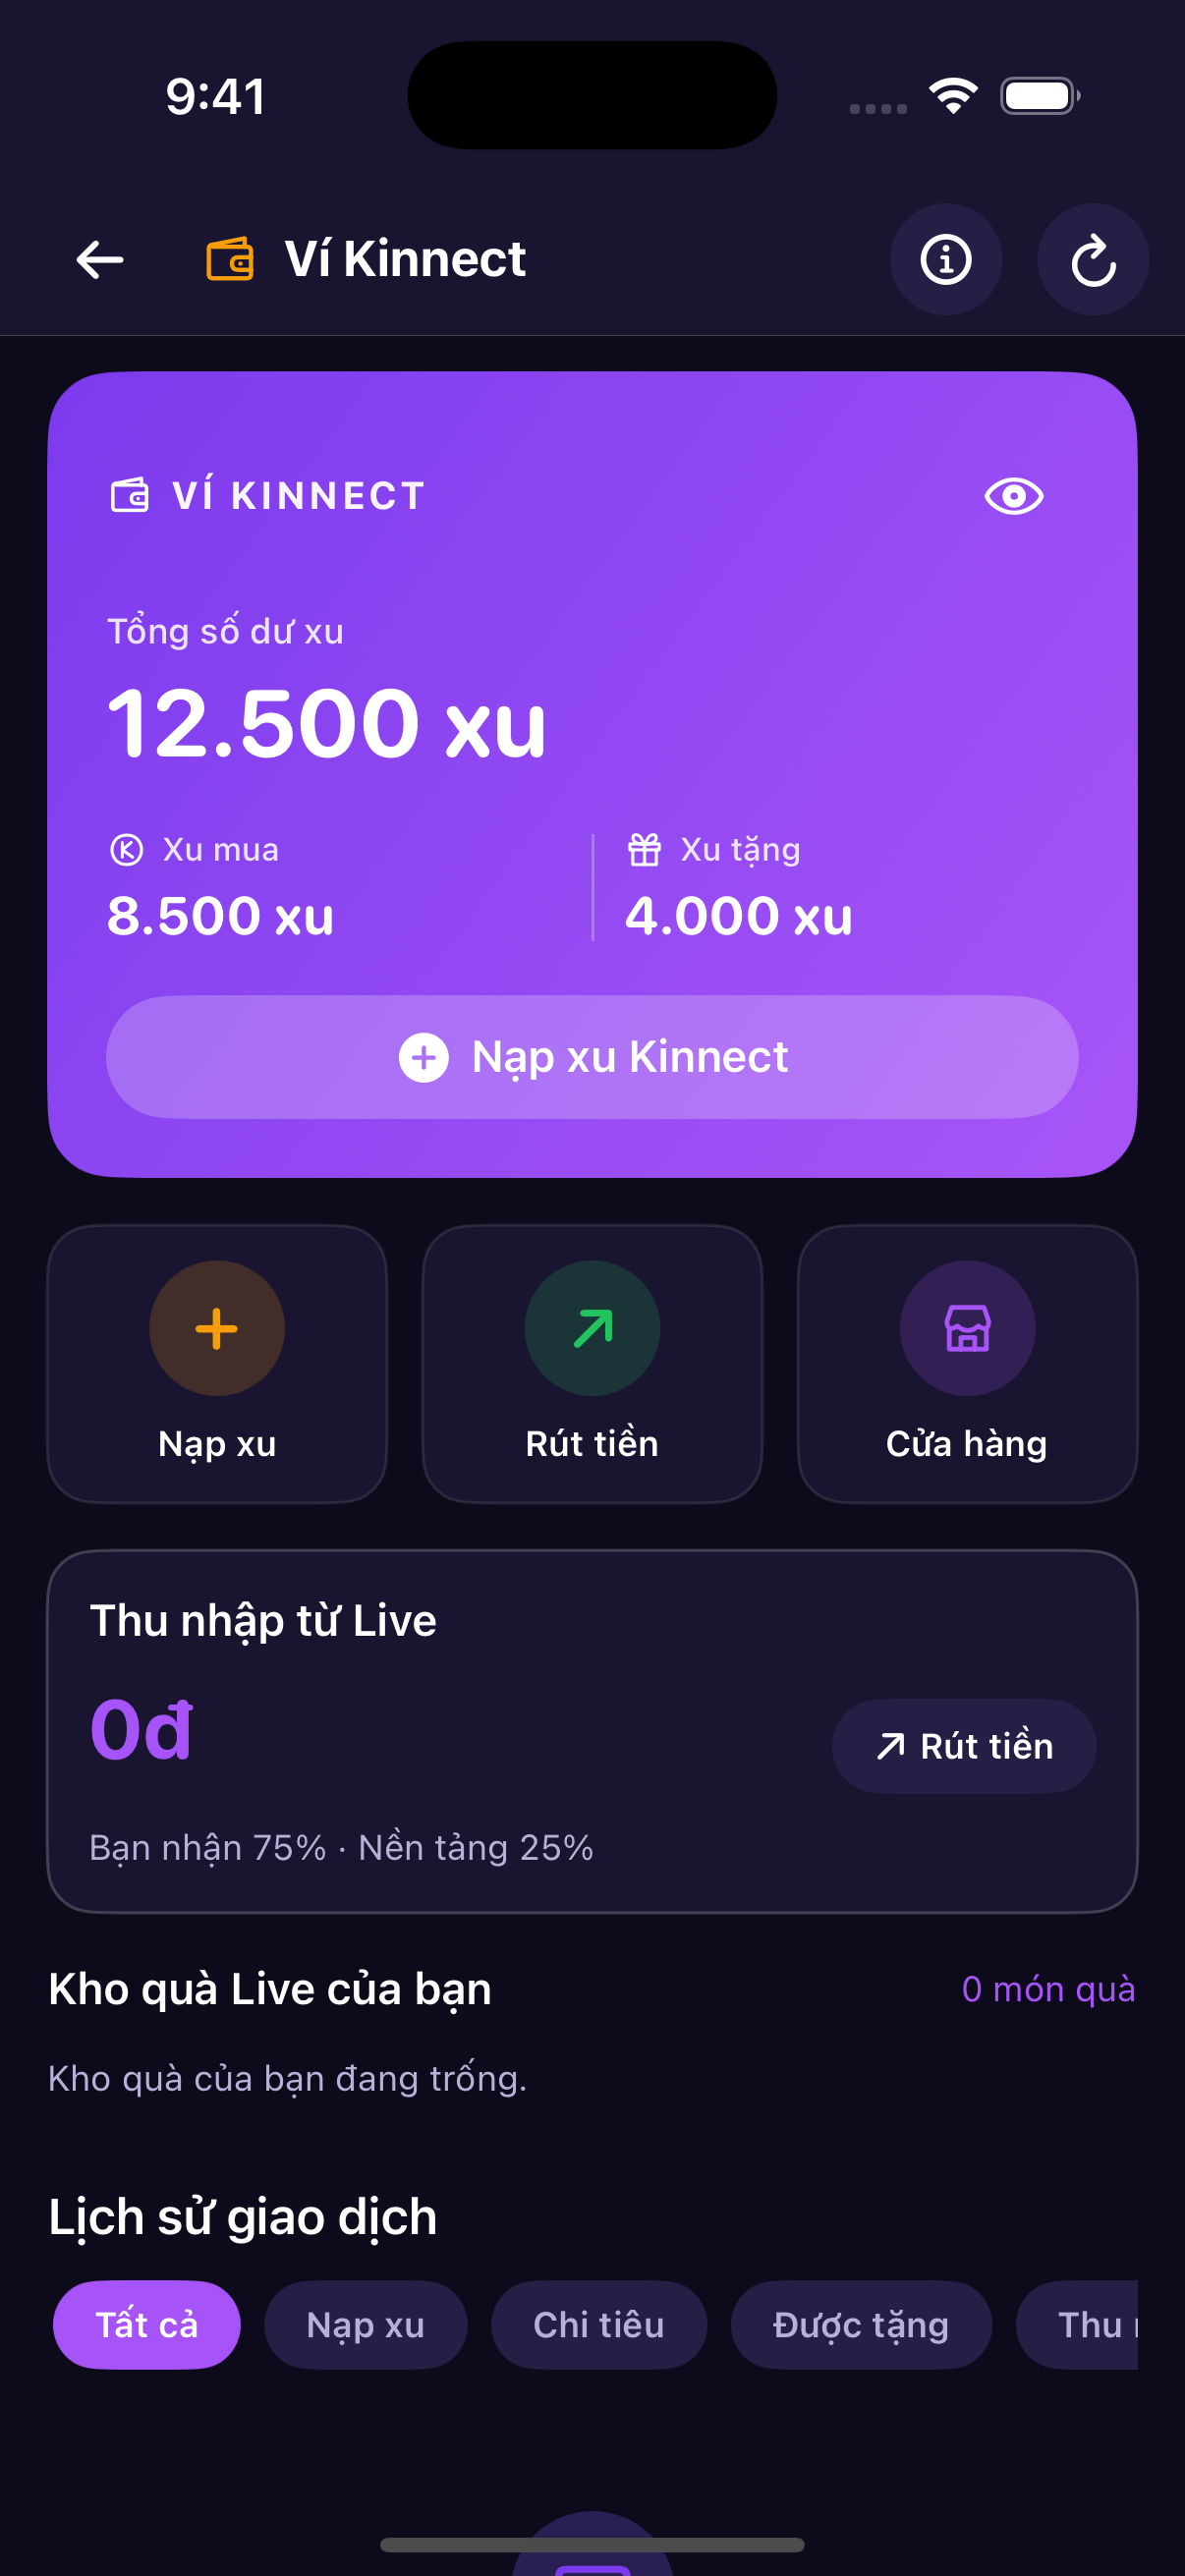 9:41
Ví Kinnect
VÍ KINNECT
Tổng số dư xu
12.500 xu
Xu mua
Xu tặng
8.500 xu
4.000 xu
Nạp xu Kinnect
Nạp xu
Rút tiền
Cửa hàng
Thu nhập từ Live
0đ
Rút tiền
Bạn nhận 75% · Nền tảng 25%
Kho quà Live của bạn
0 món quà
Kho quà của bạn đang trống.
Lịch sử giao dịch
Tất cả
Nạp xu
Chi tiêu
Được tặng
Thu